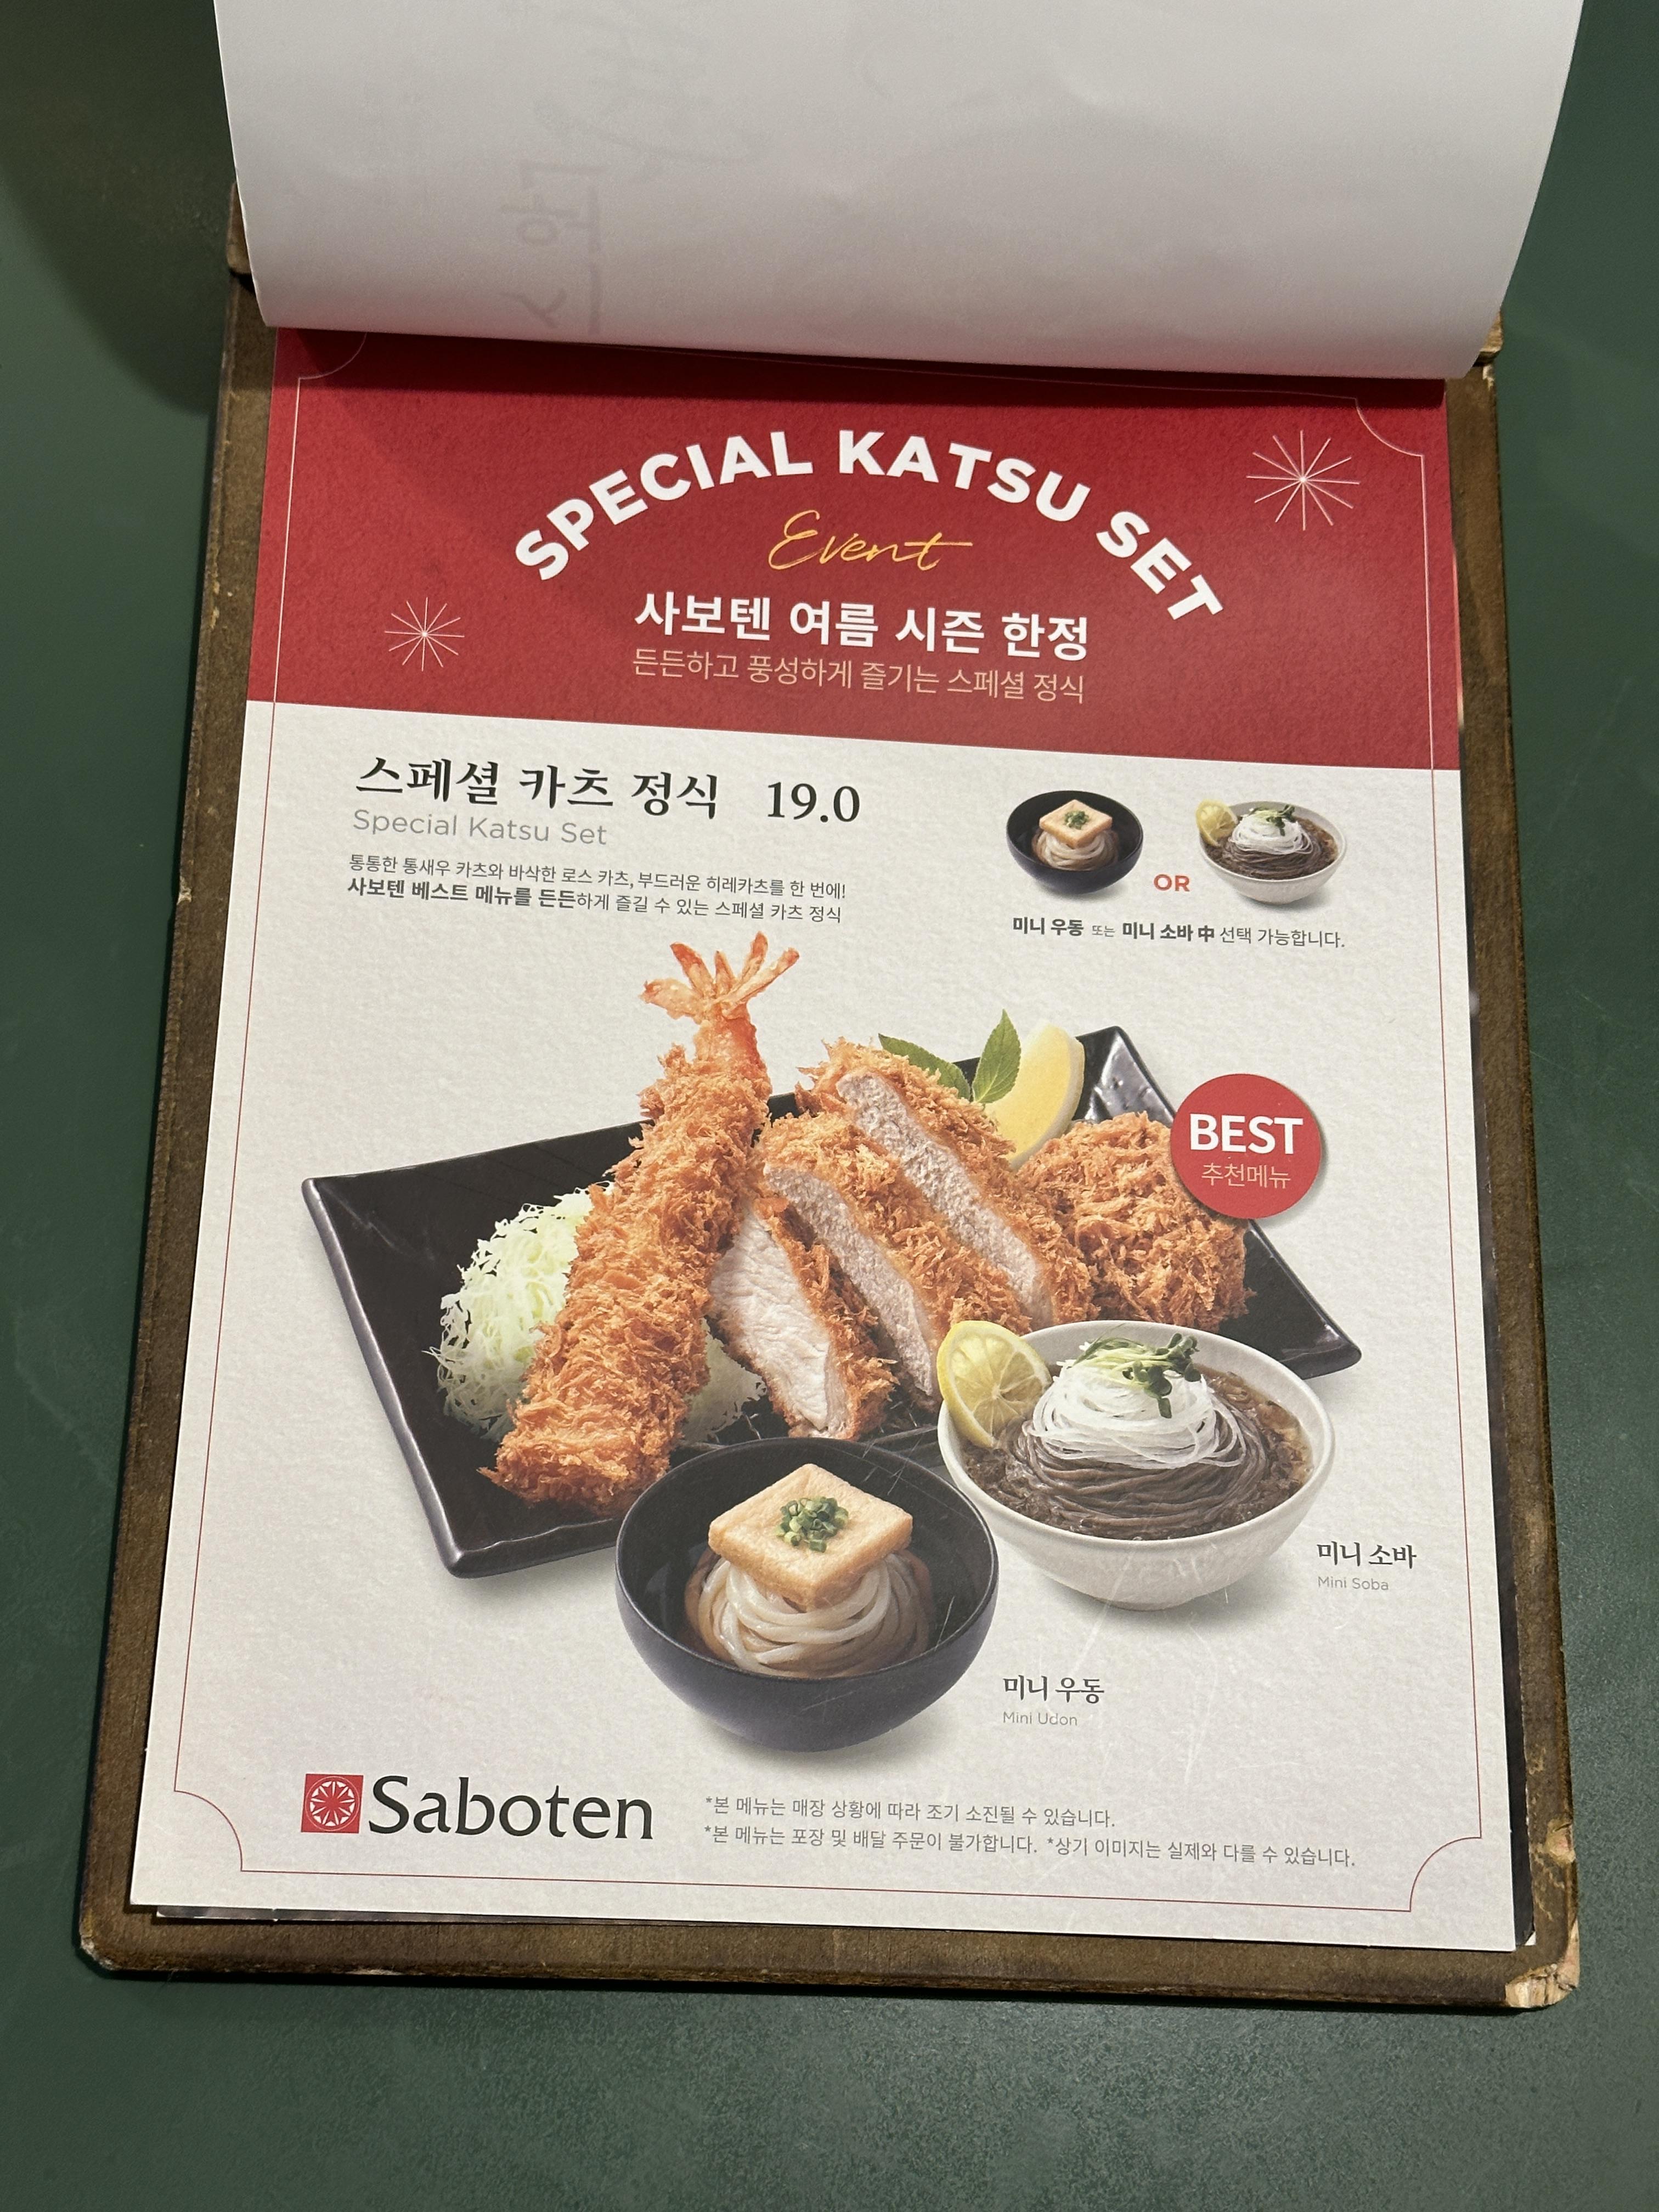 SPECIAL KATSU SET
Event
사보텐 여름 시즌 한정
든든하고 풍성하게 즐기는 스페셜 정식
스페셜 카츠 정식 19.0
Special Katsu Set
통통한 통새우 카츠와 바삭한 로스 카츠, 부드러운 히레카츠를 한 번에!
사보텐 베스트 메뉴를 든든하게 즐길 수 있는 스페셜 카츠 정식
OR
미니 우동 또는 미니 소바 中 선택 가능합니다.
BEST
추천메뉴
미니 소바
Mini Soba
미니 우동
Mini Udon
Saboten
*본 메뉴는 매장 상황에 따라 조기 소진될 수 있습니다.
*본 메뉴는 포장 및 배달 주문이 불가합니다. *상기 이미지는 실제와 다를 수 있습니다.